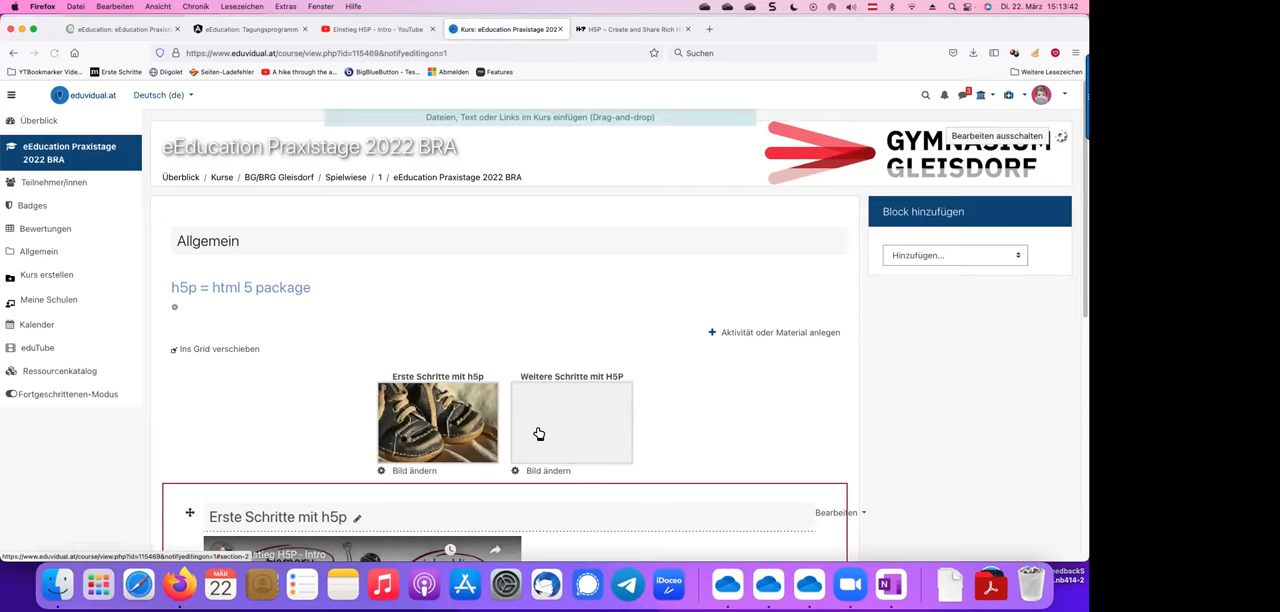 Firefox Datei Bearbeiten Ansicht Chronik Lesezeichen Extras Fenster Hilfe Di. 22. März 15:13:42
eEducation: eEducation Praxist: eEducation: Tagungsprogramm Einstieg H5P - Intro - YouTube Kurs: eEducation Praxistage 202 H5P – Create and Share Rich H
https://www.eduvidual.at/course/view.php?id=115469&notifyeditingon=1 Suchen
YTBookmarker Vide... Erste Schritte Diigolet Seiten-Ladefehler A hike through the a... BigBlueButton - Tes... Abmelden Features Weitere Lesezeichen
eduvidual.at Deutsch (de) 3
Dateien, Text oder Links im Kurs einfügen (Drag-and-drop)
Überblick
eEducation Praxistage
2022 BRA
Teilnehmer/innen
Badges
Bewertungen
Allgemein
Kurs erstellen
Meine Schulen
Kalender
eduTube
Ressourcenkatalog
Fortgeschrittenen-Modus
eEducation Praxistage 2022 BRA
GYMNASIUM
GLEISDORF
Bearbeiten ausschalten
Überblick / Kurse / BG/BRG Gleisdorf / Spielwiese / 1 / eEducation Praxistage 2022 BRA
Block hinzufügen
Hinzufügen...
Allgemein
h5p = html 5 package
Aktivität oder Material anlegen
Ins Grid verschieben
Erste Schritte mit h5p Weitere Schritte mit H5P
Bild ändern Bild ändern
Erste Schritte mit h5p Bearbeiten
stieg H5P - Intro
https://www.eduvidual.at/course/view.php?id=115469&notifyeditingon=1#section-2
MÄR
22
iDoceo
N